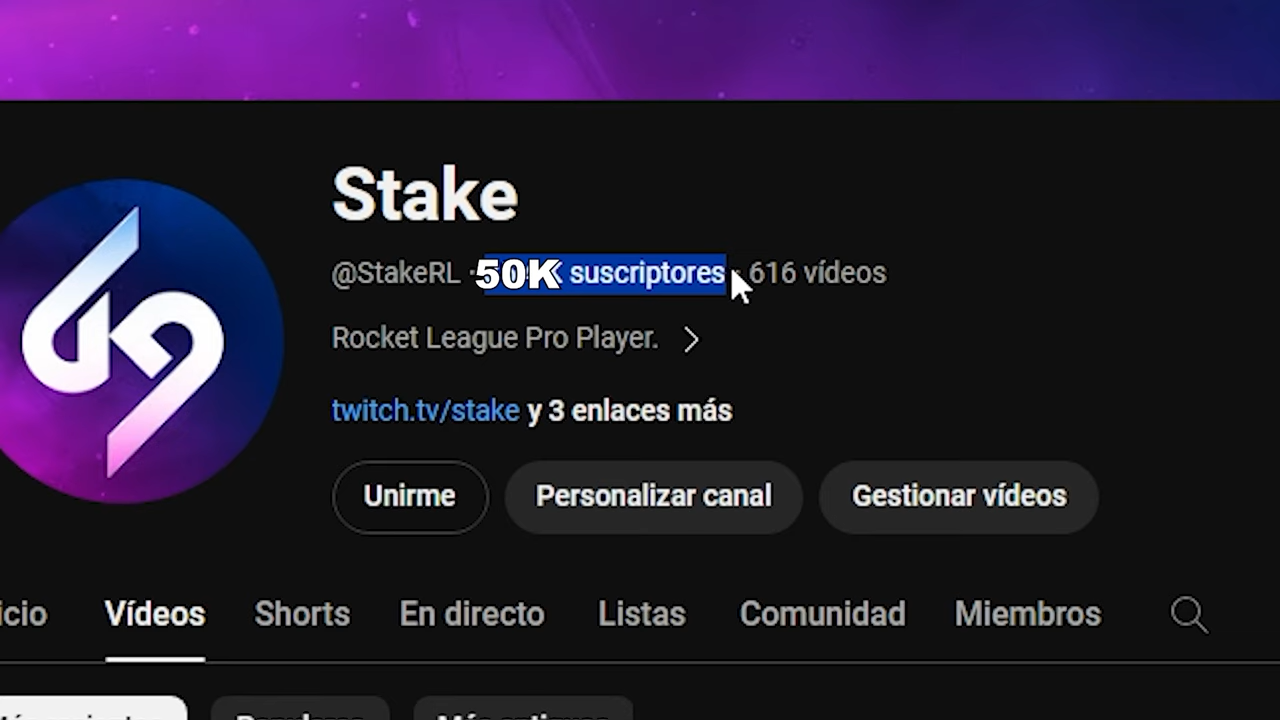 Stake
@StakeRL · 50K suscriptores · 616 vídeos
Rocket League Pro Player.
twitch.tv/stake y 3 enlaces más
Unirme Personalizar canal Gestionar vídeos
icio Vídeos Shorts En directo Listas Comunidad Miembros